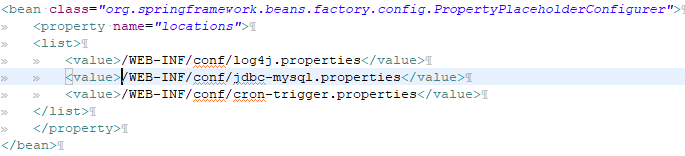 <bean class="org.springframework.beans.factory.config.PropertyPlaceholderConfigurer">¶
» <property name="locations">¶
» <list>¶
» » <value>/WEB-INF/conf/log4j.properties</value>¶
» » <value>/WEB-INF/conf/jdbc-mysql.properties</value>¶
» » <value>/WEB-INF/conf/cron-trigger.properties</value>¶
» </list>¶
» </property>¶
</bean>¶